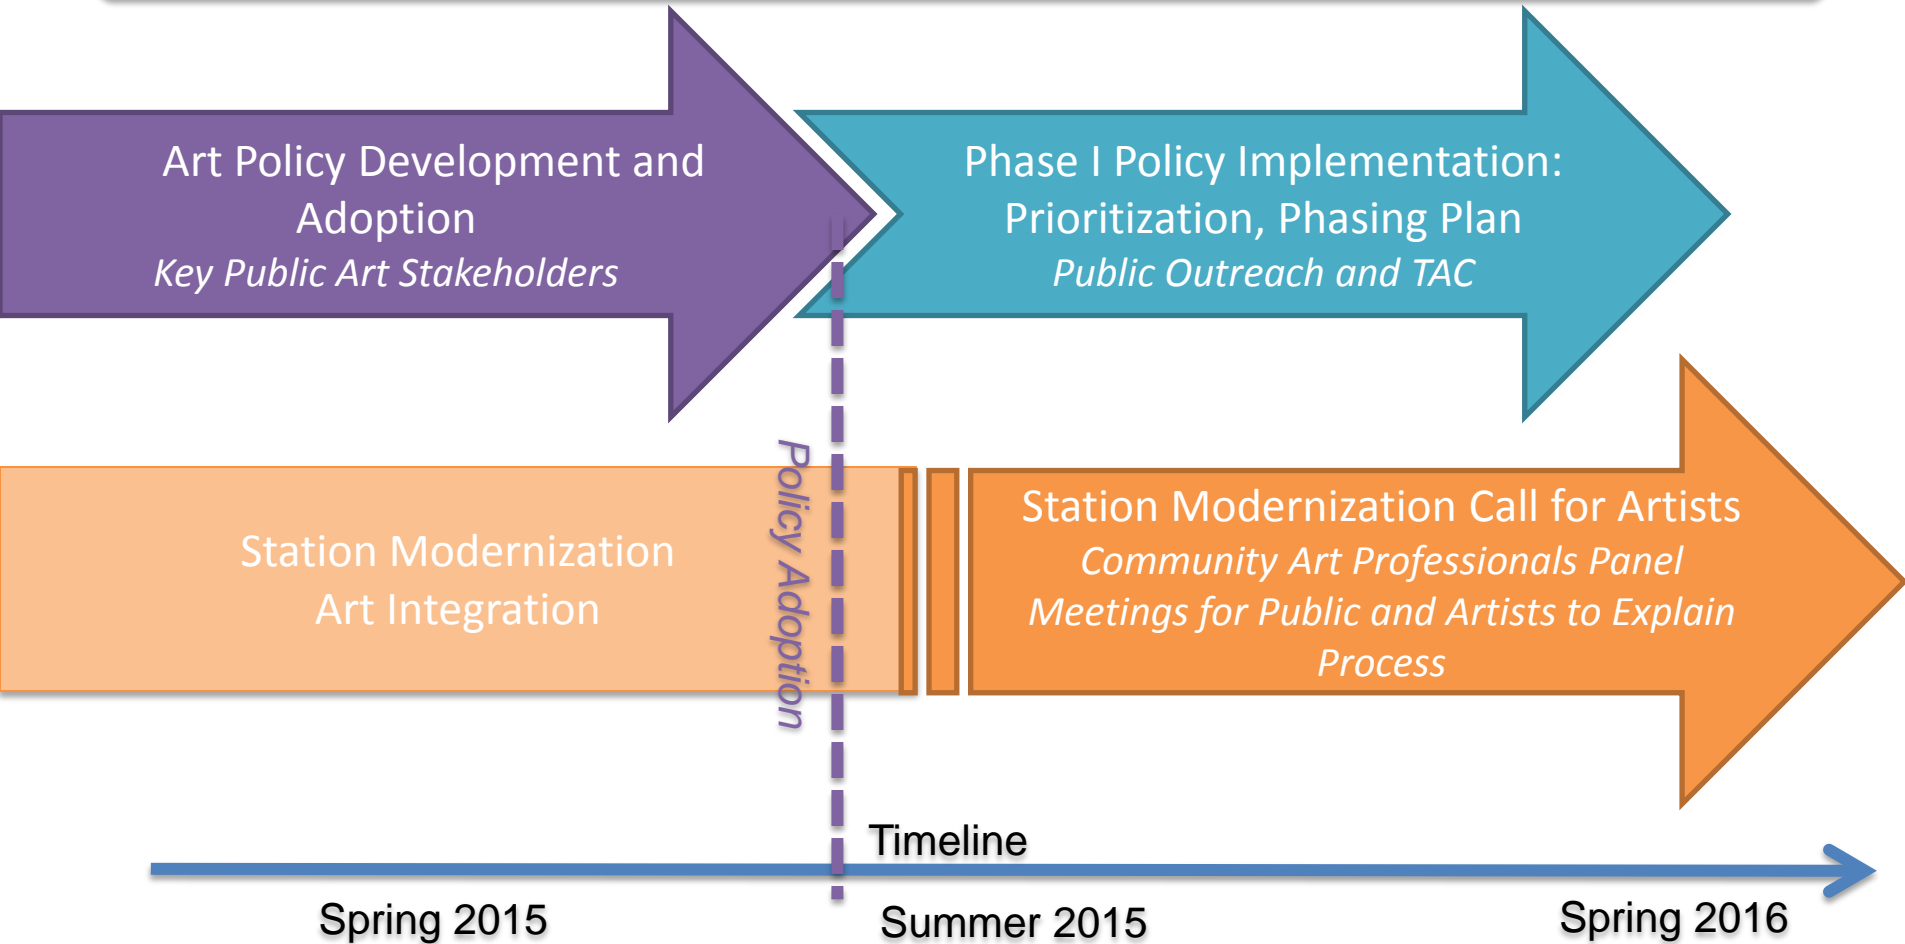 Art Policy Development and
Adoption
Key Public Art Stakeholders
Phase I Policy Implementation:
Prioritization, Phasing Plan
Public Outreach and TAC
Policy Adoption
Station Modernization
Art Integration
Station Modernization Call for Artists
Community Art Professionals Panel
Meetings for Public and Artists to Explain
Process
Timeline
Spring 2015
Summer 2015
Spring 2016